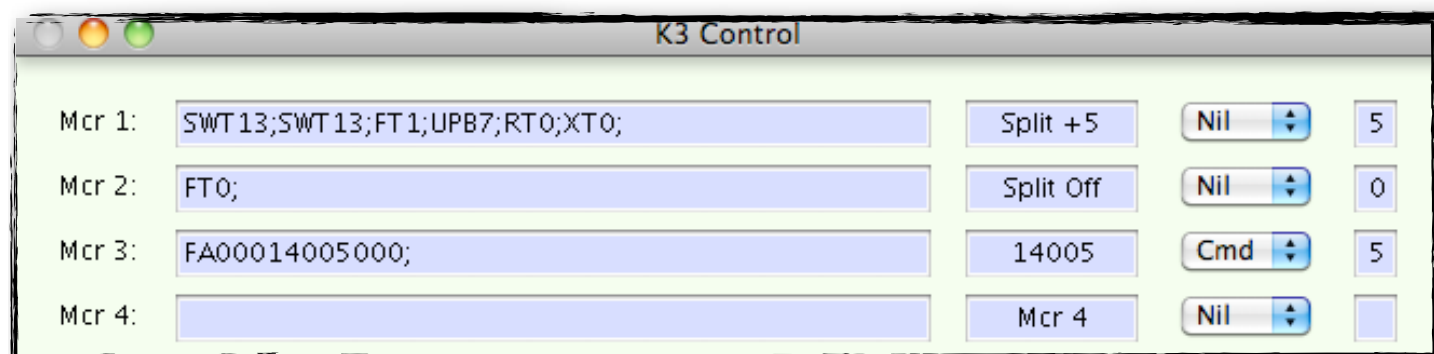 K3 Control
Mcr 1: SWT13;SWT13;FT1;UPB7;RT0;XT0; Split +5 Nil 5
Mcr 2: FT0; Split Off Nil 0
Mcr 3: FA00014005000; 14005 Cmd 5
Mcr 4: Mcr 4 Nil